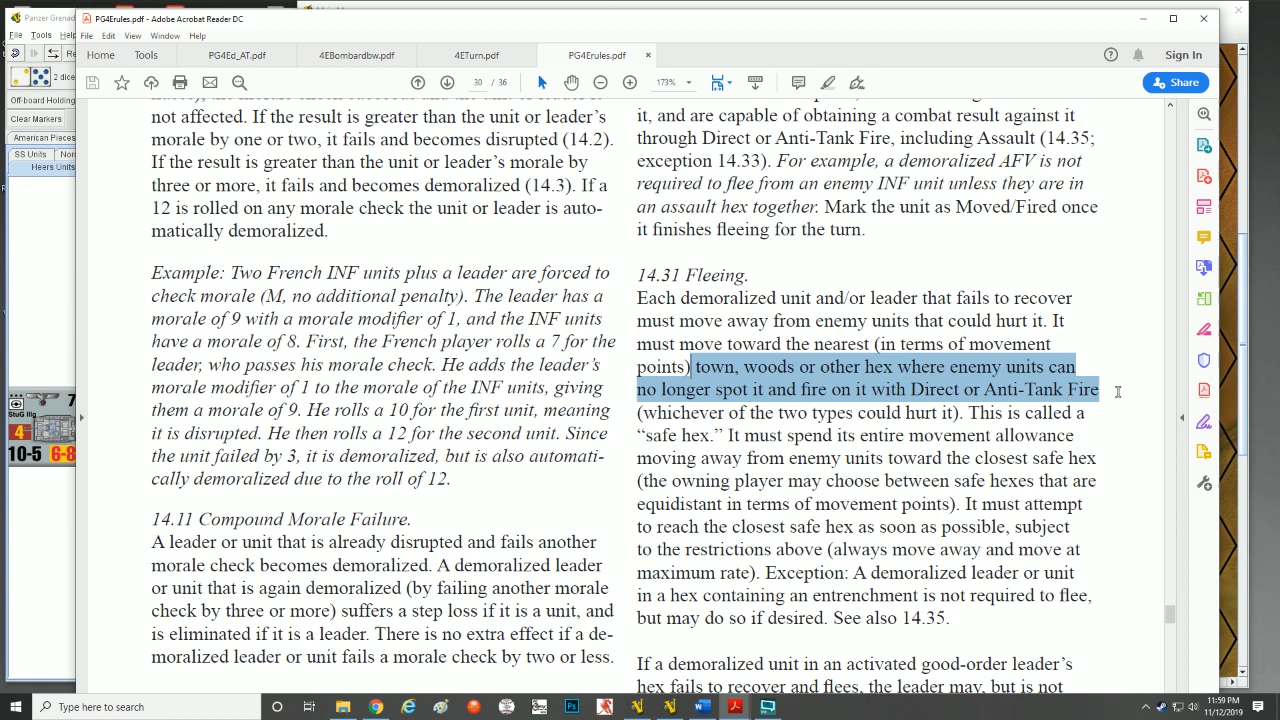 Panzer Grenad
PG4Erules.pdf - Adobe Acrobat Reader DC
File Tools
File Edit View Window Help
Home Tools PG4Ed_AT.pdf 4EBombardbw.pdf 4ETurn.pdf PG4Erules.pdf × Sign In
2 dice
30 / 36 173% Share
Off-board Holding
Clear Markers
American Pieces
SS Units
Heers Units
StuG IIIg 7
4
10-5 6-8
not affected. If the result is greater than the unit or leader's
morale by one or two, it fails and becomes disrupted (14.2).
If the result is greater than the unit or leader's morale by
three or more, it fails and becomes demoralized (14.3). If a
12 is rolled on any morale check the unit or leader is auto-
matically demoralized.
Example: Two French INF units plus a leader are forced to
check morale (M, no additional penalty). The leader has a
morale of 9 with a morale modifier of 1, and the INF units
have a morale of 8. First, the French player rolls a 7 for the
leader, who passes his morale check. He adds the leader's
morale modifier of 1 to the morale of the INF units, giving
them a morale of 9. He rolls a 10 for the first unit, meaning
it is disrupted. He then rolls a 12 for the second unit. Since
the unit failed by 3, it is demoralized, but is also automati-
cally demoralized due to the roll of 12.
14.11 Compound Morale Failure.
A leader or unit that is already disrupted and fails another
morale check becomes demoralized. A demoralized leader
or unit that is again demoralized (by failing another morale
check by three or more) suffers a step loss if it is a unit, and
is eliminated if it is a leader. There is no extra effect if a de-
moralized leader or unit fails a morale check by two or less.
it, and are capable of obtaining a combat result against it
through Direct or Anti-Tank Fire, including Assault (14.35;
exception 14.33). For example, a demoralized AFV is not
required to flee from an enemy INF unit unless they are in
an assault hex together. Mark the unit as Moved/Fired once
it finishes fleeing for the turn.
14.31 Fleeing.
Each demoralized unit and/or leader that fails to recover
must move away from enemy units that could hurt it. It
must move toward the nearest (in terms of movement
points) town, woods or other hex where enemy units can
no longer spot it and fire on it with Direct or Anti-Tank Fire
(whichever of the two types could hurt it). This is called a
“safe hex.” It must spend its entire movement allowance
moving away from enemy units toward the closest safe hex
(the owning player may choose between safe hexes that are
equidistant in terms of movement points). It must attempt
to reach the closest safe hex as soon as possible, subject
to the restrictions above (always move away and move at
maximum rate). Exception: A demoralized leader or unit
in a hex containing an entrenchment is not required to flee,
but may do so if desired. See also 14.35.
If a demoralized unit in an activated good-order leader's
hex fails to recover and flees, the leader may, but is not
Type here to search
11:59 PM
11/12/2019